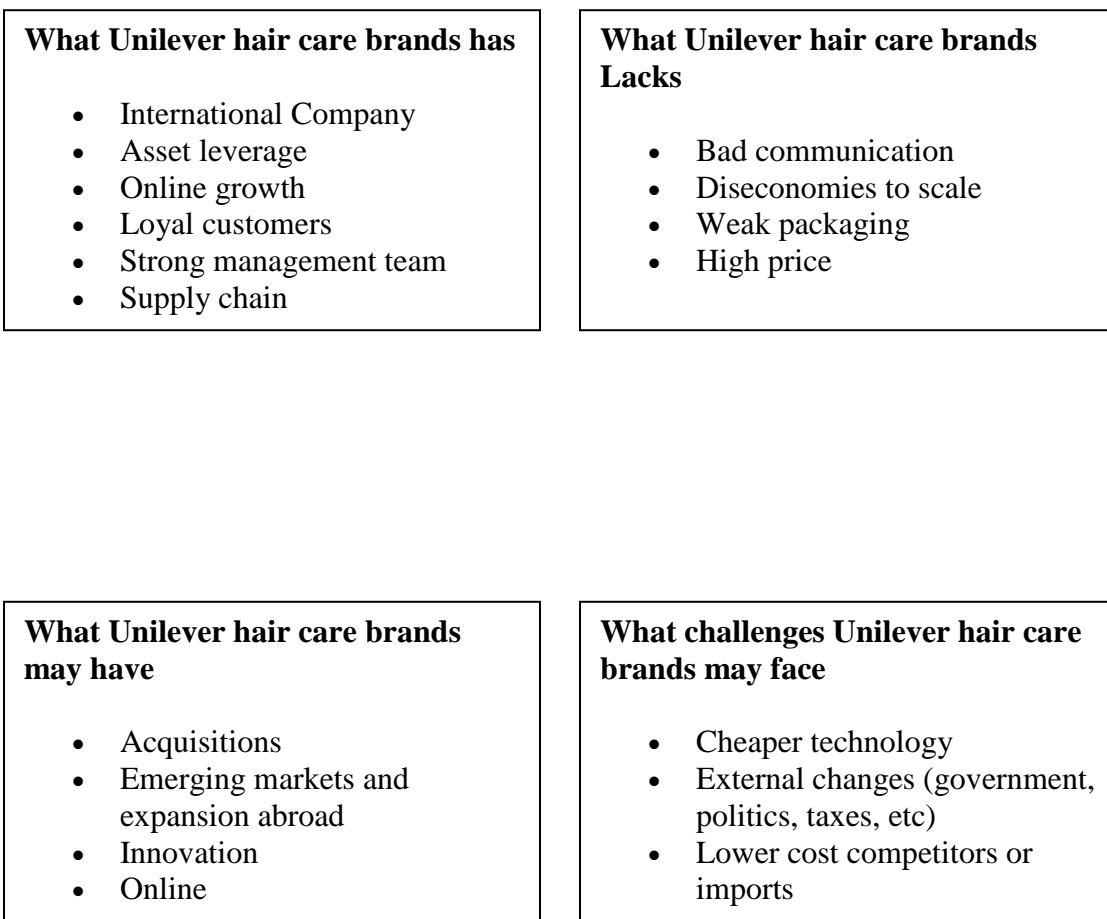 What Unilever hair care brands has
• International Company
• Asset leverage
• Online growth
• Loyal customers
• Strong management team
• Supply chain
What Unilever hair care brands
Lacks
• Bad communication
• Diseconomies to scale
• Weak packaging
• High price
What Unilever hair care brands
may have
• Acquisitions
• Emerging markets and
expansion abroad
• Innovation
• Online
What challenges Unilever hair care
brands may face
• Cheaper technology
• External changes (government,
politics, taxes, etc)
• Lower cost competitors or
imports